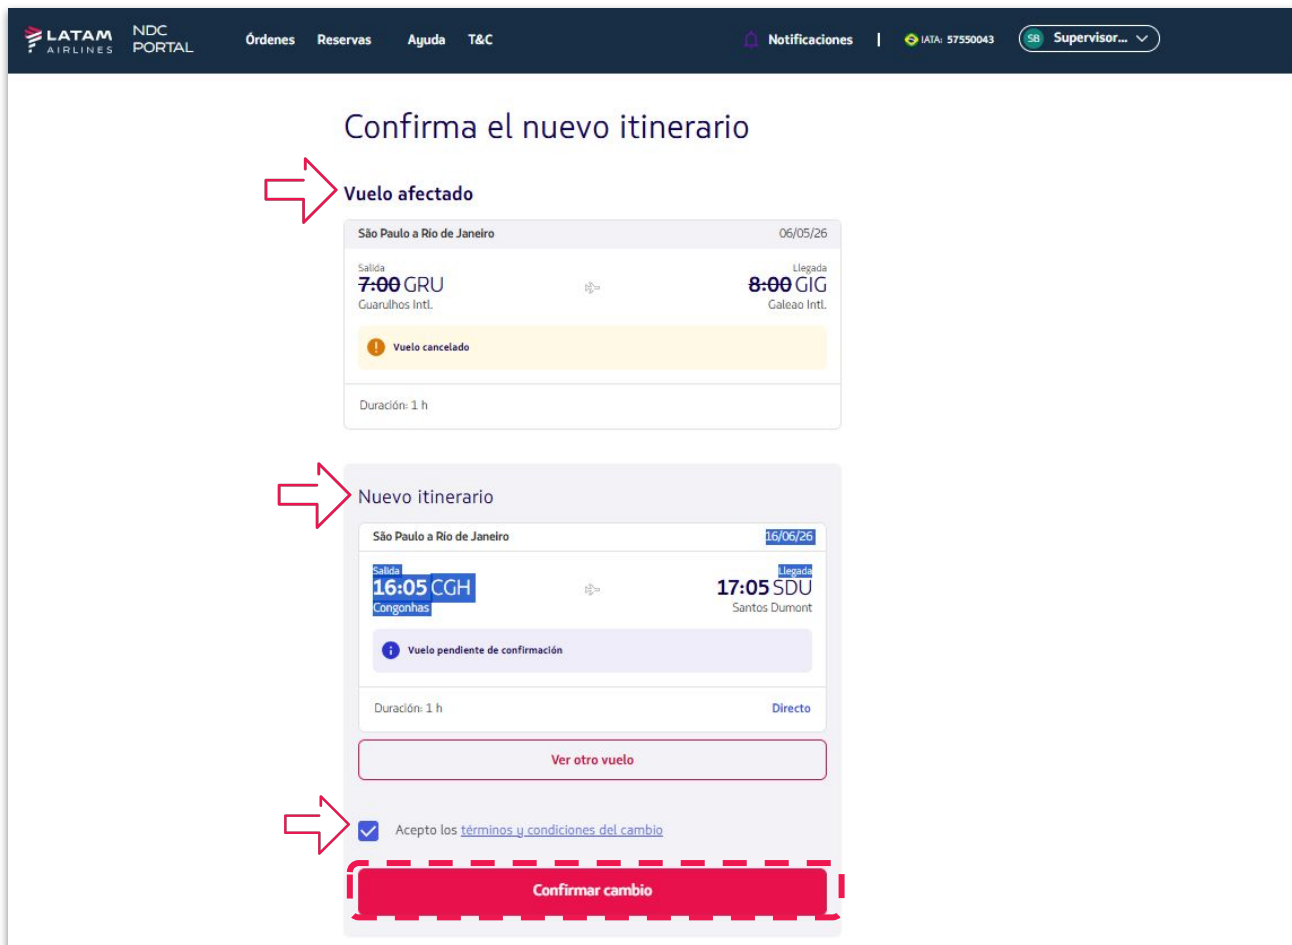 LATAM AIRLINES NDC PORTAL Órdenes Reservas Ayuda T&C Notificaciones | IATA: 57550043 SB Supervisor...
Confirma el nuevo itinerario
Vuelo afectado
São Paulo a Rio de Janeiro 06/05/26
Salida Llegada
7:00 GRU 8:00 GIG
Guarulhos Intl. Galeao Intl.
Vuelo cancelado
Duración: 1 h
Nuevo itinerario
São Paulo a Rio de Janeiro 16/06/26
Salida Llegada
16:05 CGH 17:05 SDU
Congonhas Santos Dumont
Vuelo pendiente de confirmación
Duración: 1 h Directo
Ver otro vuelo
Acepto los términos y condiciones del cambio
Confirmar cambio